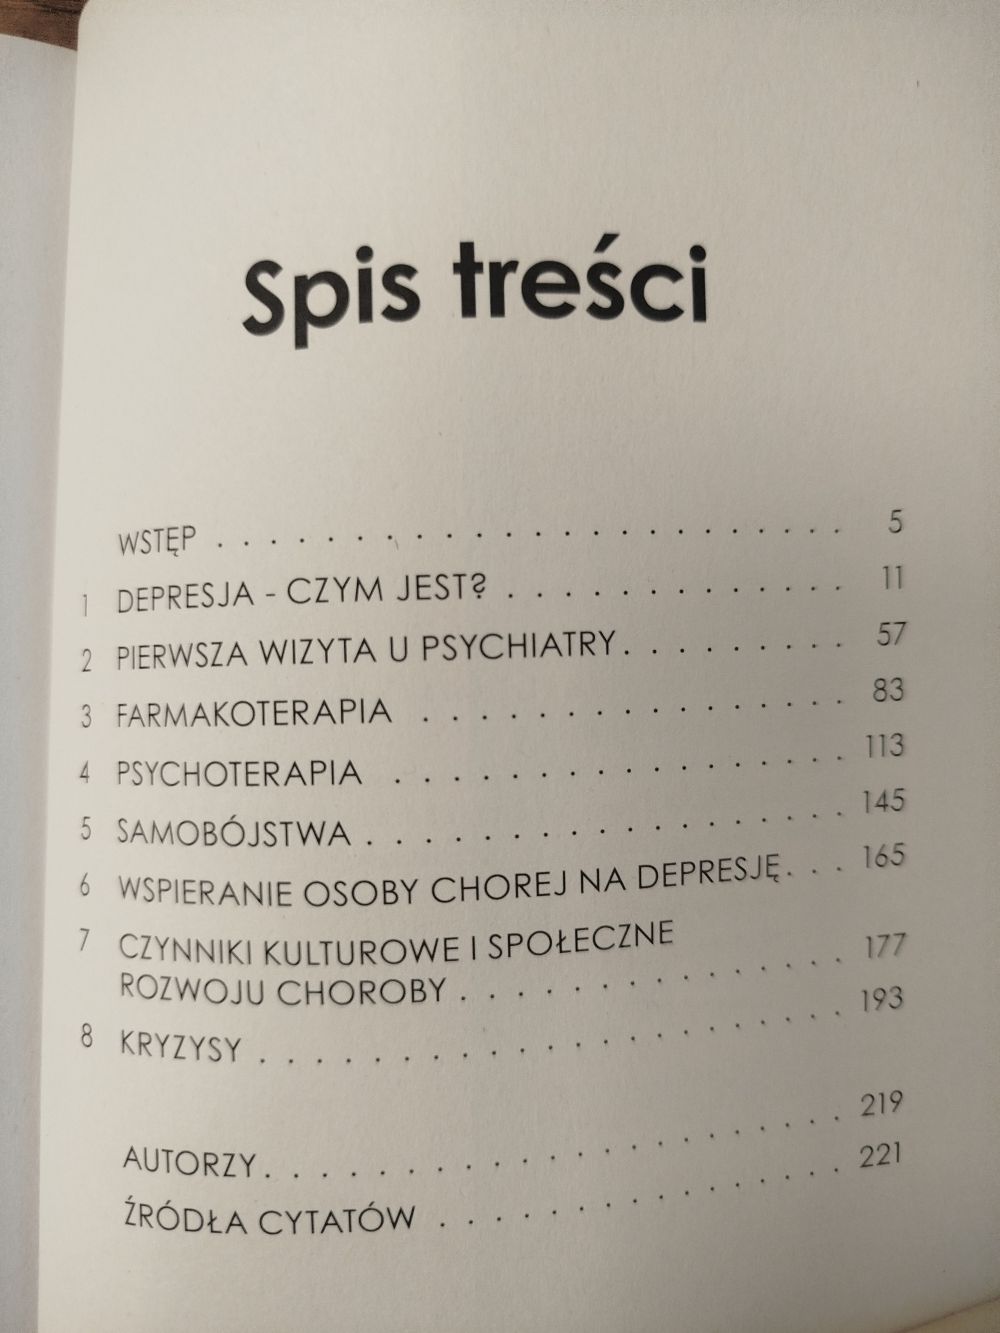 Spis treści
WSTĘP . . . . . . . . . . . . . . . . . . . . . . . 5
1 DEPRESJA - CZYM JEST? . . . . . . . . . . . . 11
2 PIERWSZA WIZYTA U PSYCHIATRY. . . . . . . . . 57
3 FARMAKOTERAPIA . . . . . . . . . . . . . . . 83
4 PSYCHOTERAPIA . . . . . . . . . . . . . . . . 113
5 SAMOBÓJSTWA . . . . . . . . . . . . . . . . . 145
6 WSPIERANIE OSOBY CHOREJ NA DEPRESJĘ. . . 165
7 CZYNNIKI KULTUROWE I SPOŁECZNE
ROZWOJU CHOROBY . . . . . . . . . . . . . . 177
8 KRYZYSY . . . . . . . . . . . . . . . . . . . . . 193
AUTORZY. . . . . . . . . . . . . . . . . . . . . 219
ŹRÓDŁA CYTATÓW . . . . . . . . . . . . . . . 221